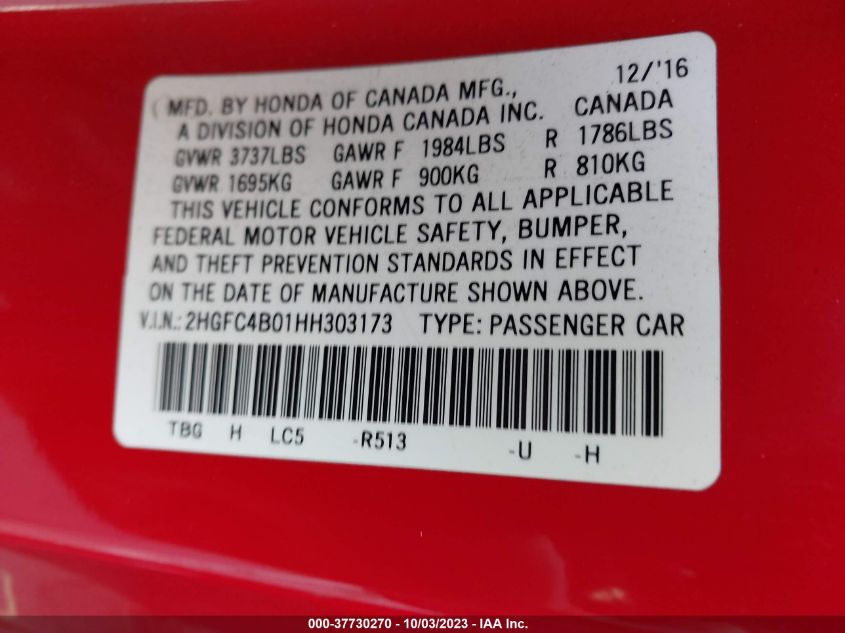 12/'16
MFD. BY HONDA OF CANADA MFG.,
A DIVISION OF HONDA CANADA INC. CANADA
GVWR 3737LBS GAWR F 1984LBS R 1786LBS
GVWR 1695KG GAWR F 900KG R 810KG
THIS VEHICLE CONFORMS TO ALL APPLICABLE
FEDERAL MOTOR VEHICLE SAFETY, BUMPER,
AND THEFT PREVENTION STANDARDS IN EFFECT
ON THE DATE OF MANUFACTURE SHOWN ABOVE.
V.I.N.: 2HGFC4B01HH303173 TYPE: PASSENGER CAR
TBG H LC5 -R513 -U -H
000-37730270 - 10/03/2023 - IAA Inc.